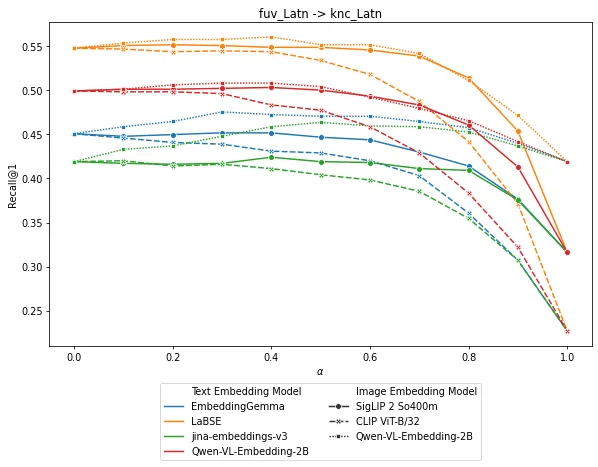 fuv_Latn -> knc_Latn
Recall@1
0.55
0.50
0.45
0.40
0.35
0.30
0.25
0.0 0.2 0.4 0.6 0.8 1.0
α
Text Embedding Model Image Embedding Model
EmbeddingGemma SigLIP 2 So400m
LaBSE CLIP ViT-B/32
jina-embeddings-v3 Qwen-VL-Embedding-2B
Qwen-VL-Embedding-2B